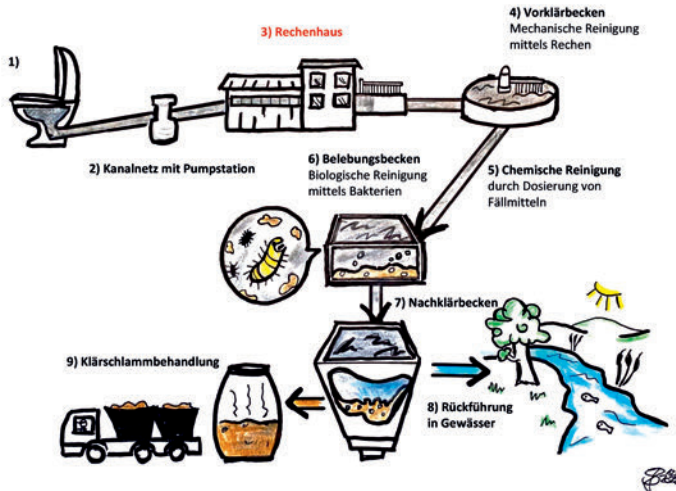 1)
2) Kanalnetz mit Pumpstation
3) Rechenhaus
4) Vorklärbecken
Mechanische Reinigung
mittels Rechen
5) Chemische Reinigung
durch Dosierung von
Fällmitteln
6) Belebungsbecken
Biologische Reinigung
mittels Bakterien
7) Nachklärbecken
8) Rückführung
in Gewässer
9) Klärschlammbehandlung